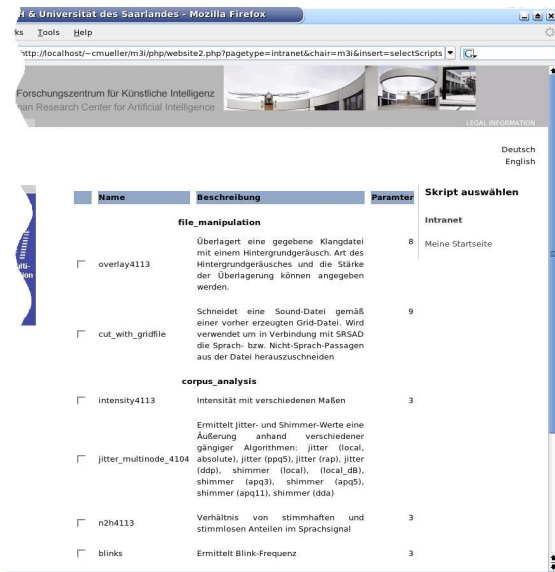 H & Universität des Saarlandes - Mozilla Firefox
ks Tools Help
http://localhost/~cmueller/m3i/php/website2.php?pagetype=intranet&chair=m3i&insert=selectScripts
Forschungszentrum für Künstliche Intelligenz
man Research Center for Artificial Intelligence
LEGAL INFORMATION
Deutsch
English
Name Beschreibung Paramter
Skript auswählen
Intranet
Meine Startseite
file_manipulation
overlay4113
Überlagert eine gegebene Klangdatei
mit einem Hintergrundgeräusch. Art des
Hintergrundgeräusches und die Stärke
der Überlagerung können angegeben
werden.
8
cut_with_gridfile
Schneidet eine Sound-Datei gemäß
einer vorher erzeugten Grid-Datei. Wird
verwendet um in Verbindung mit SRSAD
die Sprach- bzw. Nicht-Sprach-Passagen
aus der Datei herauszuschneiden
9
corpus_analysis
intensity4113 Intensität mit verschiedenen Maßen 3
jitter_multinode_4104
Ermittelt Jitter- und Shimmer-Werte eine
Äußerung anhand verschiedener
gängiger Algorithmen: jitter (local,
absolute), jitter (ppq5), jitter (rap), jitter
(ddp), shimmer (local), (local_dB),
shimmer (apq3), shimmer (apq5),
shimmer (apq11), shimmer (dda)
3
n2h4113
Verhältnis von stimmhaften und
stimmlosen Anteilen im Sprachsignal
3
blinks Ermittelt Blink-Frequenz 3